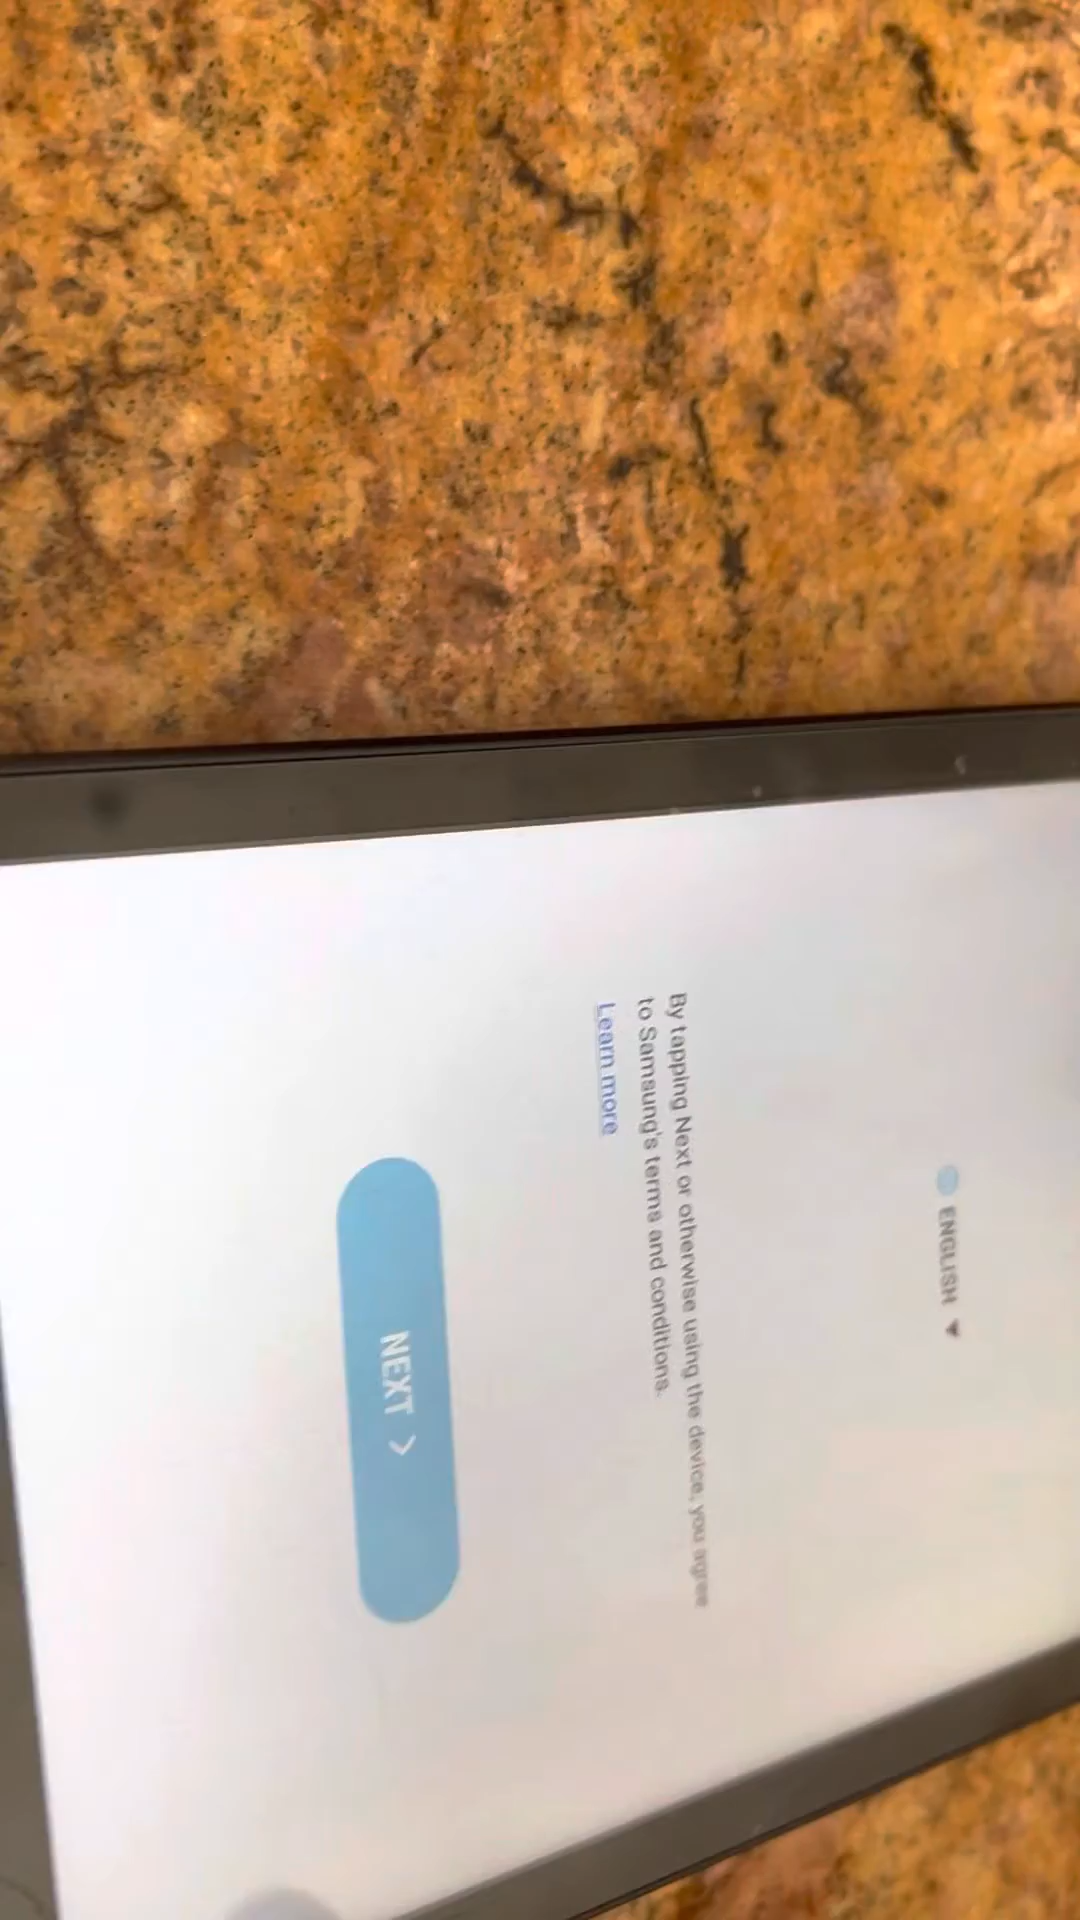 ENGLISH
By tapping Next or otherwise using the device, you agree
to Samsung's terms and conditions.
Learn more
NEXT